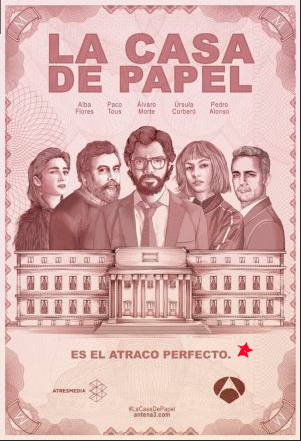 LA CASA
DE PAPEL
Alba Flores
Paco Tous
Álvaro Morte
Úrsula Corberó
Pedro Alonso
ES EL ATRACO PERFECTO.
ATRESMEDIA
#LaCasaDePapel
antena3.com